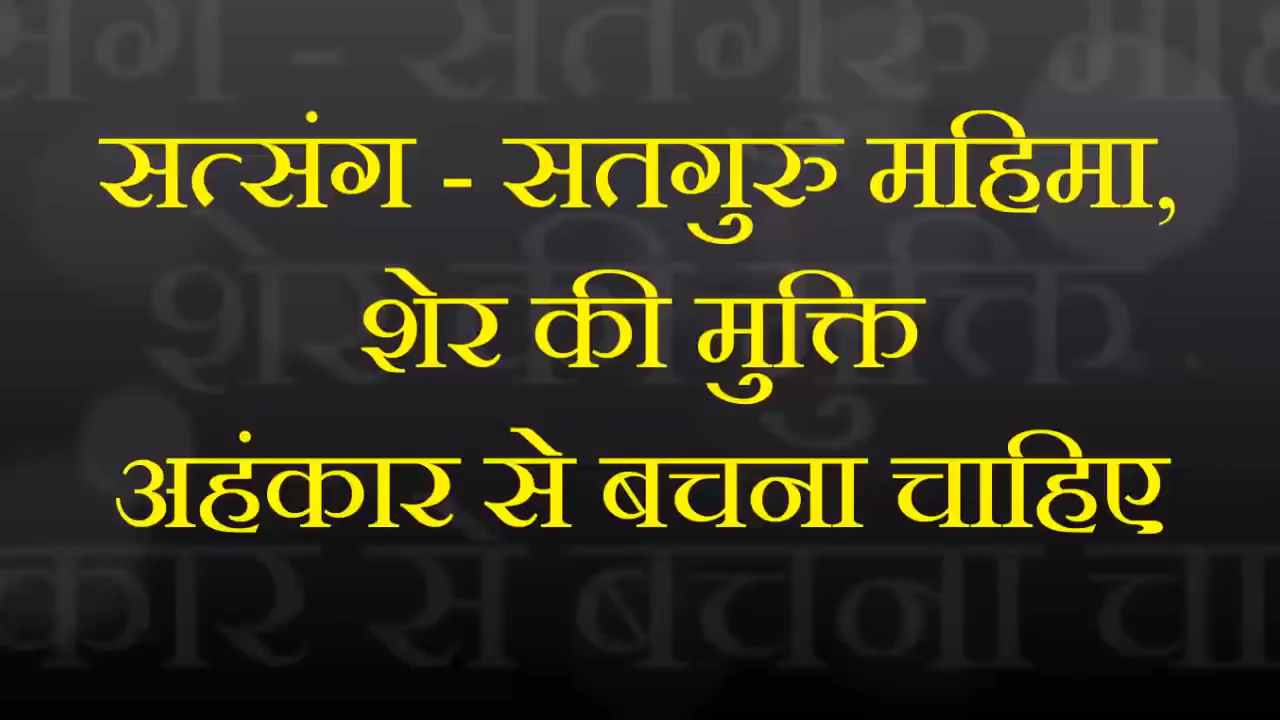 सत्संग - सतगुरु महिमा,
शेर की मुक्ति
अहंकार से बचना चाहिए